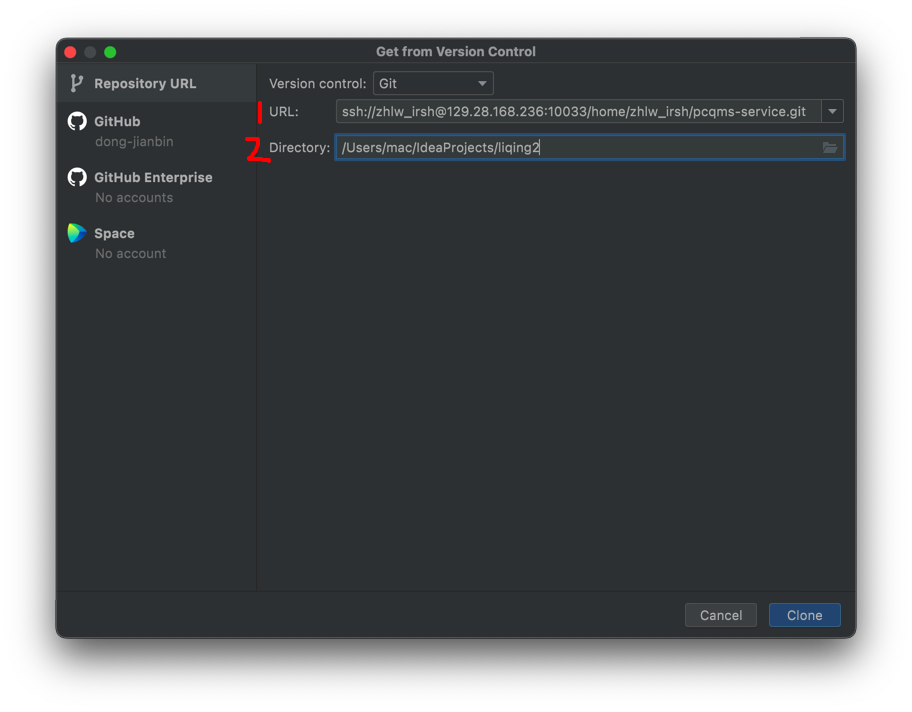 Get from Version Control
Repository URL
GitHub
dong-jianbin
GitHub Enterprise
No accounts
Space
No account
Version control: Git
1 URL: ssh://zhlw_irsh@129.28.168.236:10033/home/zhlw_irsh/pcqms-service.git
2 Directory: /Users/mac/IdeaProjects/liqing2
Cancel Clone